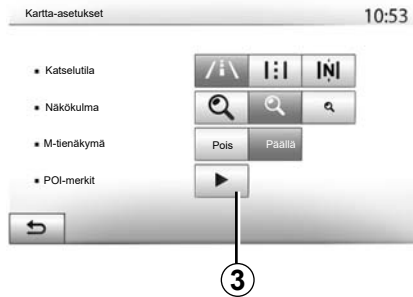 Kartta-asetukset 10:53
Katselutila N
Näkökulma
M-tienäkymä Pois Päällä
POI-merkit
3